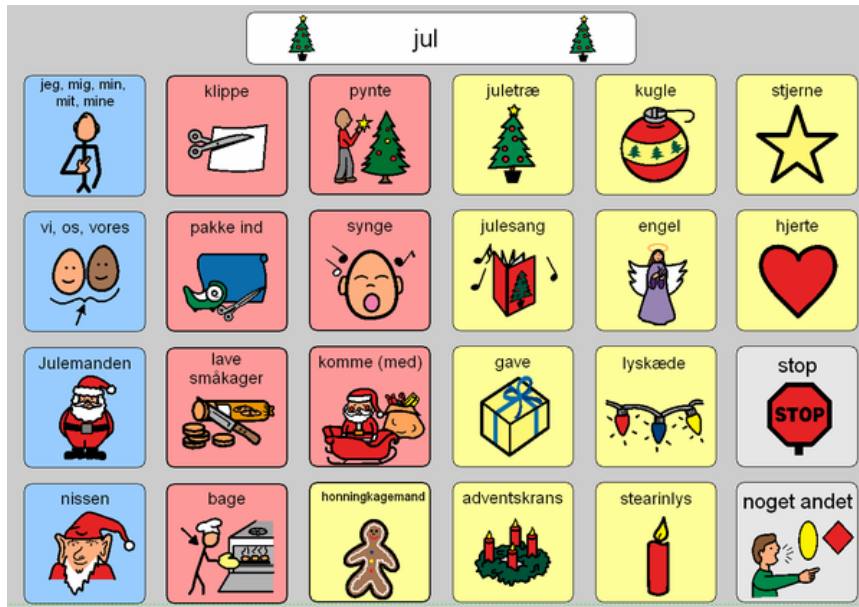 jul
jeg, mig, min,
mit, mine
klippe
pynte
juletræ
kugle
stjerne
vi, os, vores
pakke ind
synge
julesang
engel
hjerte
Julemanden
lave
småkager
komme (med)
gave
lyskæde
stop
STOP
nissen
bage
honningkagemand
adventskrans
stearinlys
noget andet